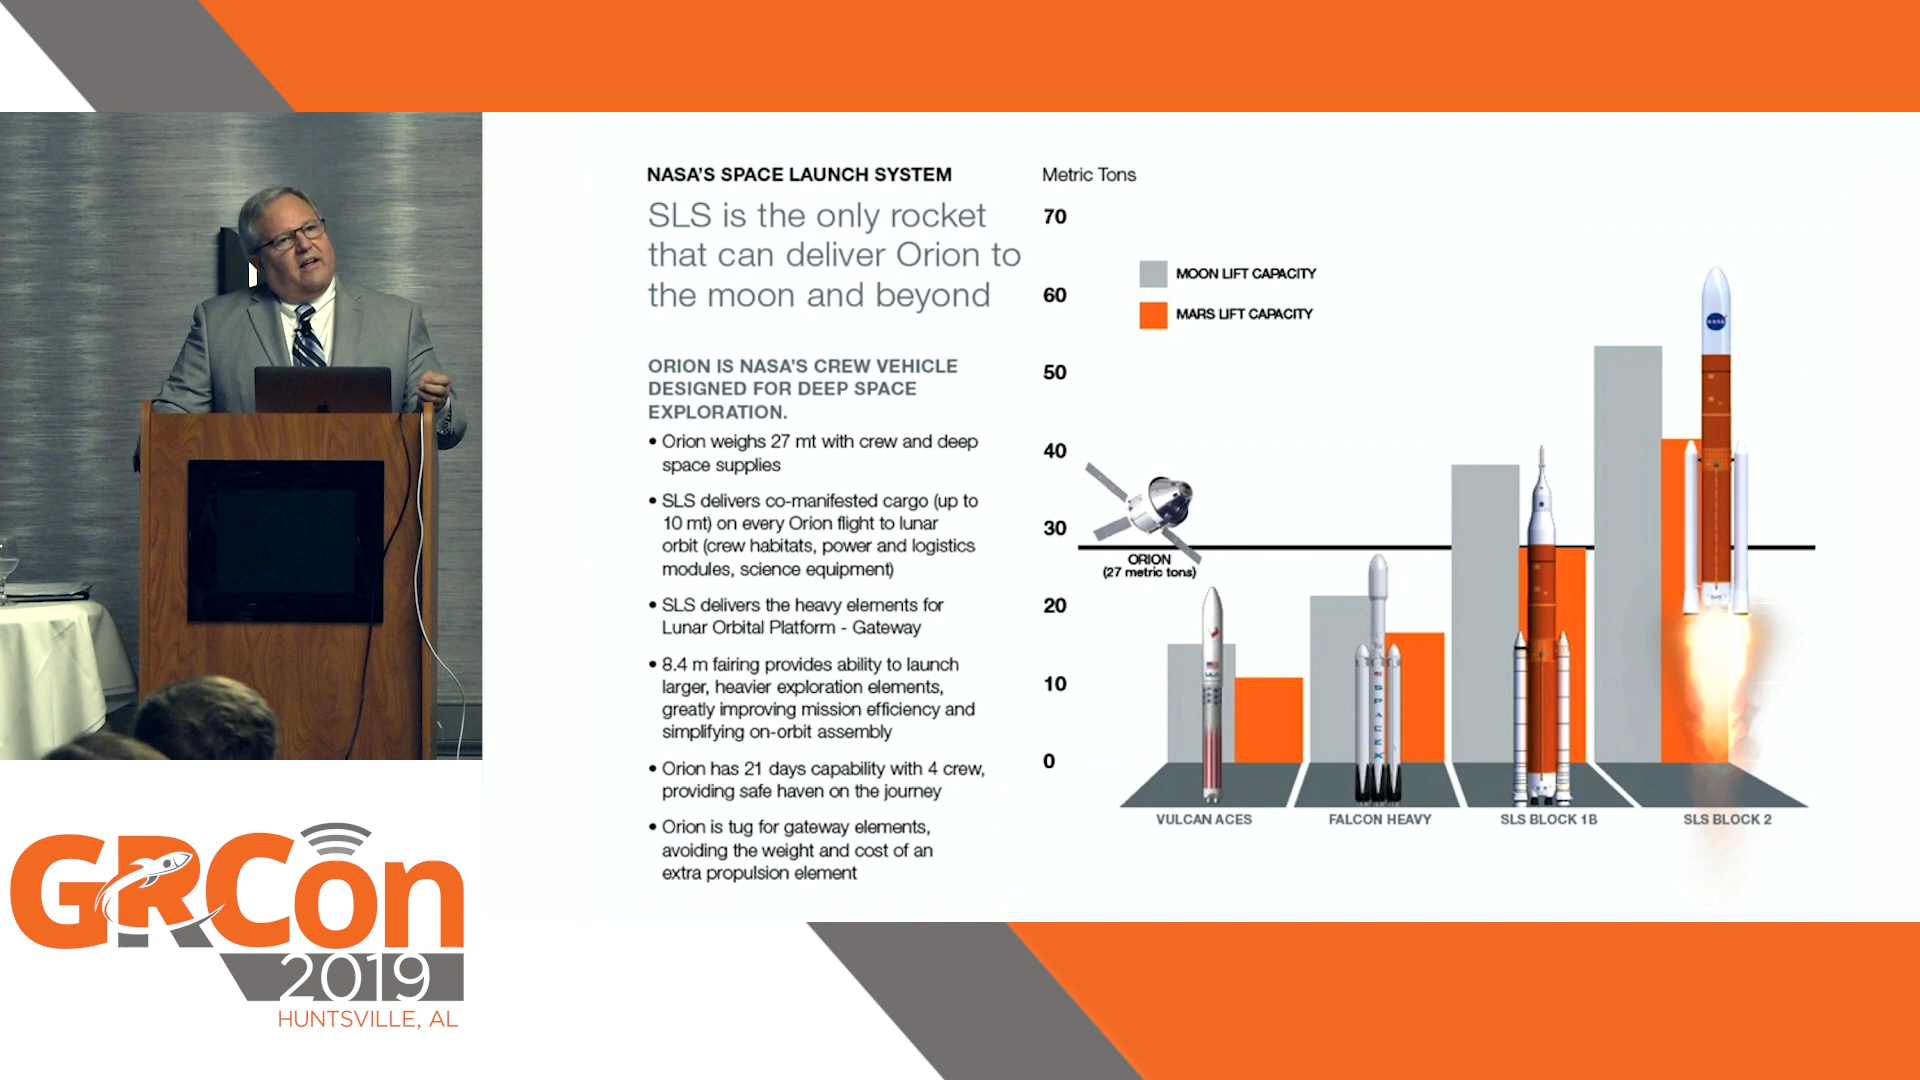 NASA'S SPACE LAUNCH SYSTEM
SLS is the only rocket
that can deliver Orion to
the moon and beyond
ORION IS NASA'S CREW VEHICLE
DESIGNED FOR DEEP SPACE
EXPLORATION.
• Orion weighs 27 mt with crew and deep
space supplies
• SLS delivers co-manifested cargo (up to
10 mt) on every Orion flight to lunar
orbit (crew habitats, power and logistics
modules, science equipment)
• SLS delivers the heavy elements for
Lunar Orbital Platform - Gateway
• 8.4 m fairing provides ability to launch
larger, heavier exploration elements,
greatly improving mission efficiency and
simplifying on-orbit assembly
• Orion has 21 days capability with 4 crew,
providing safe haven on the journey
• Orion is tug for gateway elements,
avoiding the weight and cost of an
extra propulsion element
Metric Tons
70
60
50
40
30
20
10
0
MOON LIFT CAPACITY
MARS LIFT CAPACITY
ORION
(27 metric tons)
NASA
ULA
SPACEX
VULCAN ACES
FALCON HEAVY
SLS BLOCK 1B
SLS BLOCK 2
GRCon
2019
HUNTSVILLE, AL